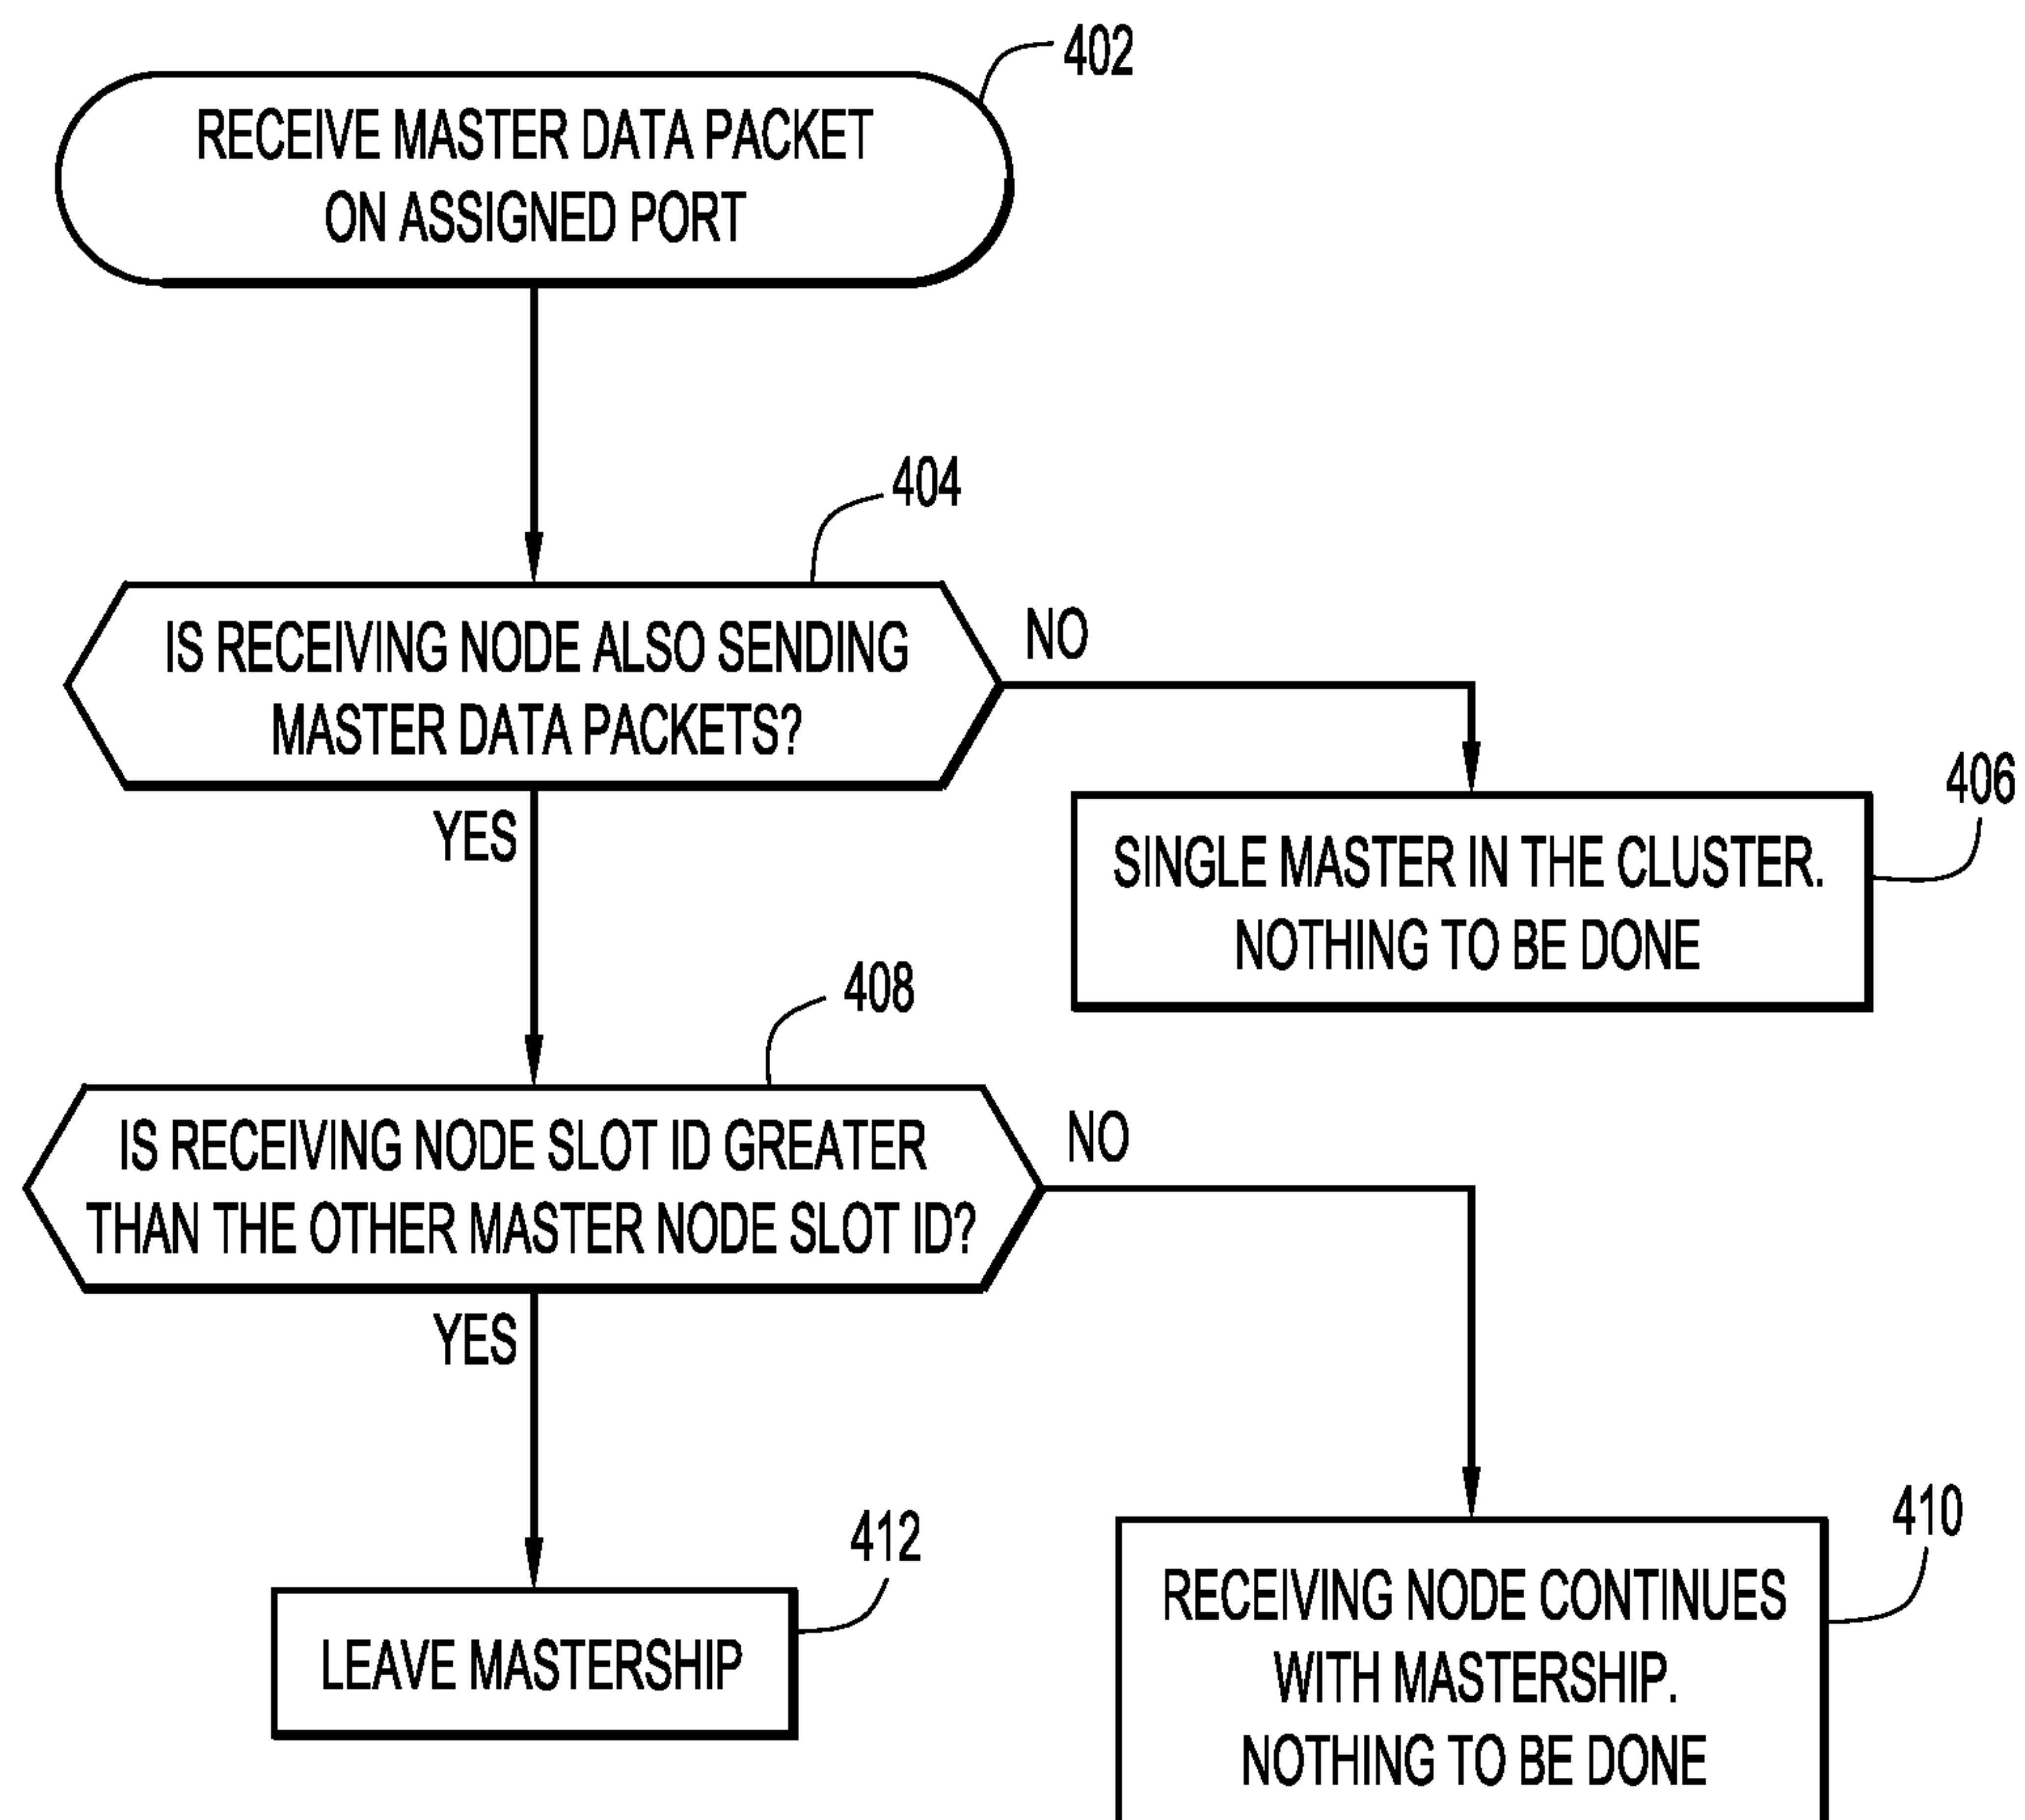 402
RECEIVE MASTER DATA PACKET
ON ASSIGNED PORT
404
IS RECEIVING NODE ALSO SENDING
MASTER DATA PACKETS?
NO
YES
406
SINGLE MASTER IN THE CLUSTER.
NOTHING TO BE DONE
408
IS RECEIVING NODE SLOT ID GREATER
THAN THE OTHER MASTER NODE SLOT ID?
NO
YES
412
LEAVE MASTERSHIP
410
RECEIVING NODE CONTINUES
WITH MASTERSHIP.
NOTHING TO BE DONE